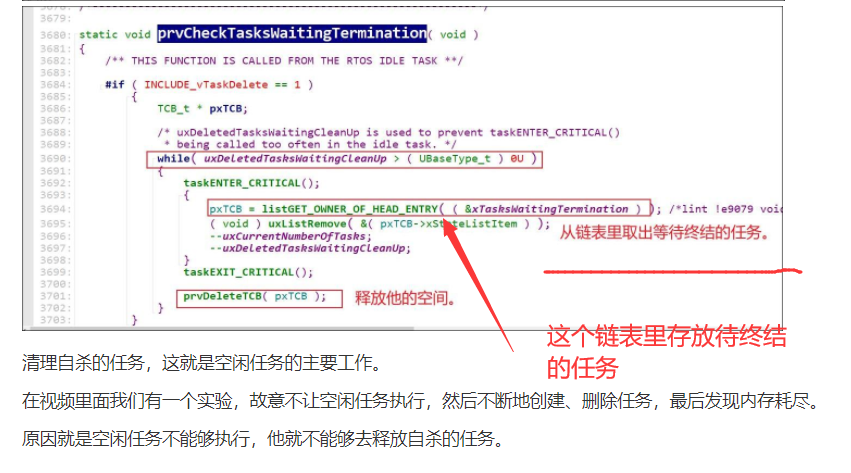 3679:
3680: static void prvCheckTasksWaitingTermination( void )
3681: {
3682: /** THIS FUNCTION IS CALLED FROM THE RTOS IDLE TASK **/
3683:
3684: #if ( INCLUDE_vTaskDelete == 1 )
3685: {
3686: TCB_t * pxTCB;
3687:
3688: /* uxDeletedTasksWaitingCleanUp is used to prevent taskENTER_CRITICAL()
3689: * being called too often in the idle task. */
3690: while( uxDeletedTasksWaitingCleanUp > ( UBaseType_t ) 0U )
3691: {
3692: taskENTER_CRITICAL();
3693: {
3694: pxTCB = listGET_OWNER_OF_HEAD_ENTRY( ( &xTasksWaitingTermination ) ); /*lint !e9079 void
3695: ( void ) uxListRemove( &( pxTCB->xStateListItem ) );
3696: --uxCurrentNumberOfTasks;
3697: --uxDeletedTasksWaitingCleanUp;
3698: }
3699: taskEXIT_CRITICAL();
3700:
3701: prvDeleteTCB( pxTCB );
3702: }
3703: }
从链表里取出等待终结的任务。
释放他的空间。
这个链表里存放待终结
的任务
清理自杀的任务，这就是空闲任务的主要工作。
在视频里面我们有一个实验，故意不让空闲任务执行，然后不断地创建、删除任务，最后发现内存耗尽。
原因就是空闲任务不能够执行，他就不能够去释放自杀的任务。